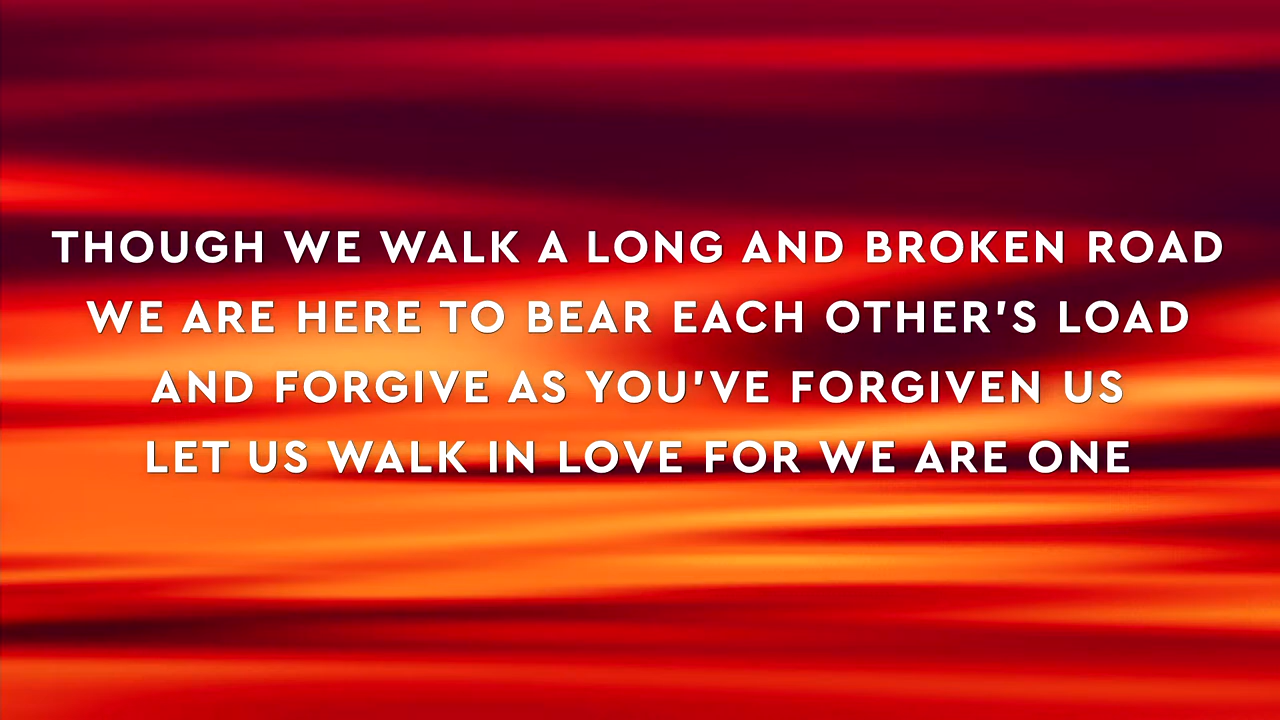 THOUGH WE WALK A LONG AND BROKEN ROAD
WE ARE HERE TO BEAR EACH OTHER'S LOAD
AND FORGIVE AS YOU'VE FORGIVEN US
LET US WALK IN LOVE FOR WE ARE ONE